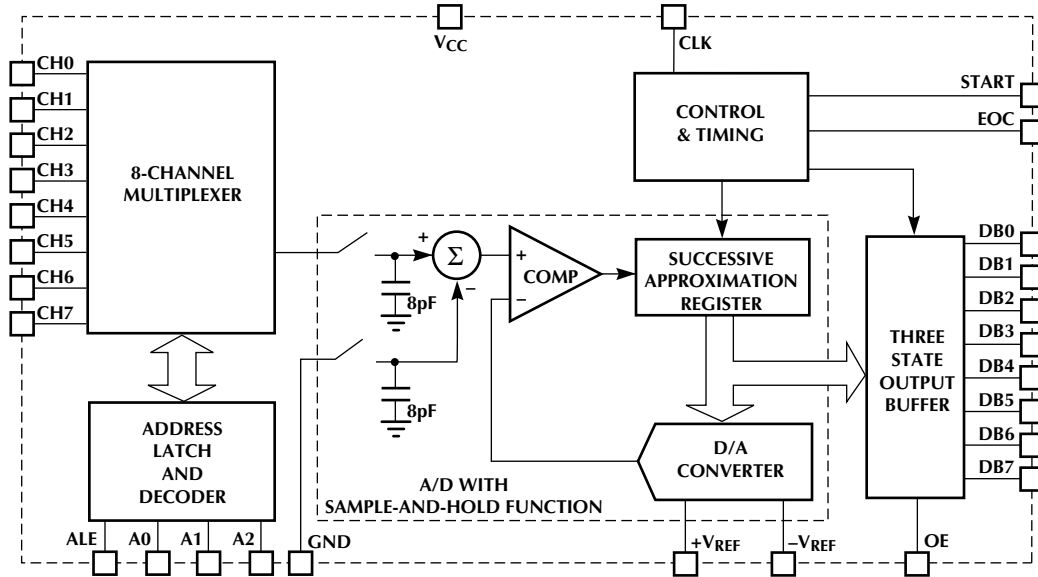 VCC
CLK
CH0
CH1
CH2
CH3
CH4
CH5
CH6
CH7
8-CHANNEL
MULTIPLEXER
CONTROL
& TIMING
START
EOC
+
Σ
–
8pF
8pF
+
COMP
–
SUCCESSIVE
APPROXIMATION
REGISTER
THREE
STATE
OUTPUT
BUFFER
DB0
DB1
DB2
DB3
DB4
DB5
DB6
DB7
ADDRESS
LATCH
AND
DECODER
D/A
CONVERTER
A/D WITH
SAMPLE-AND-HOLD FUNCTION
ALE
A0
A1
A2
GND
+VREF
–VREF
OE